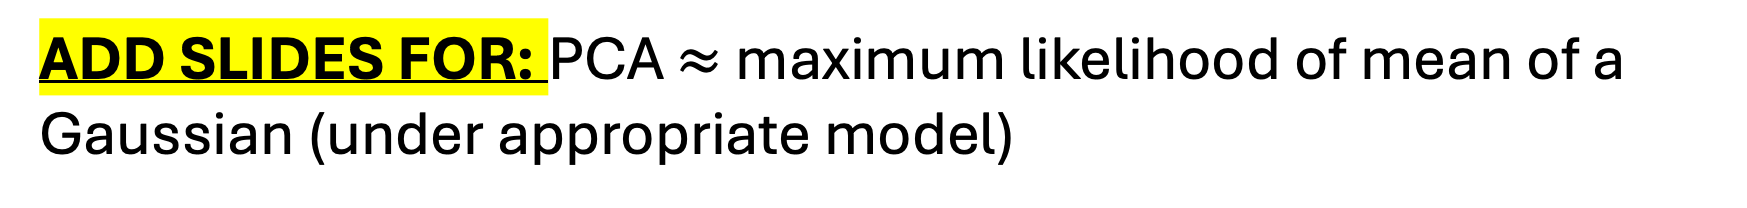 ADD SLIDES FOR: PCA ≈ maximum likelihood of mean of a
Gaussian (under appropriate model)